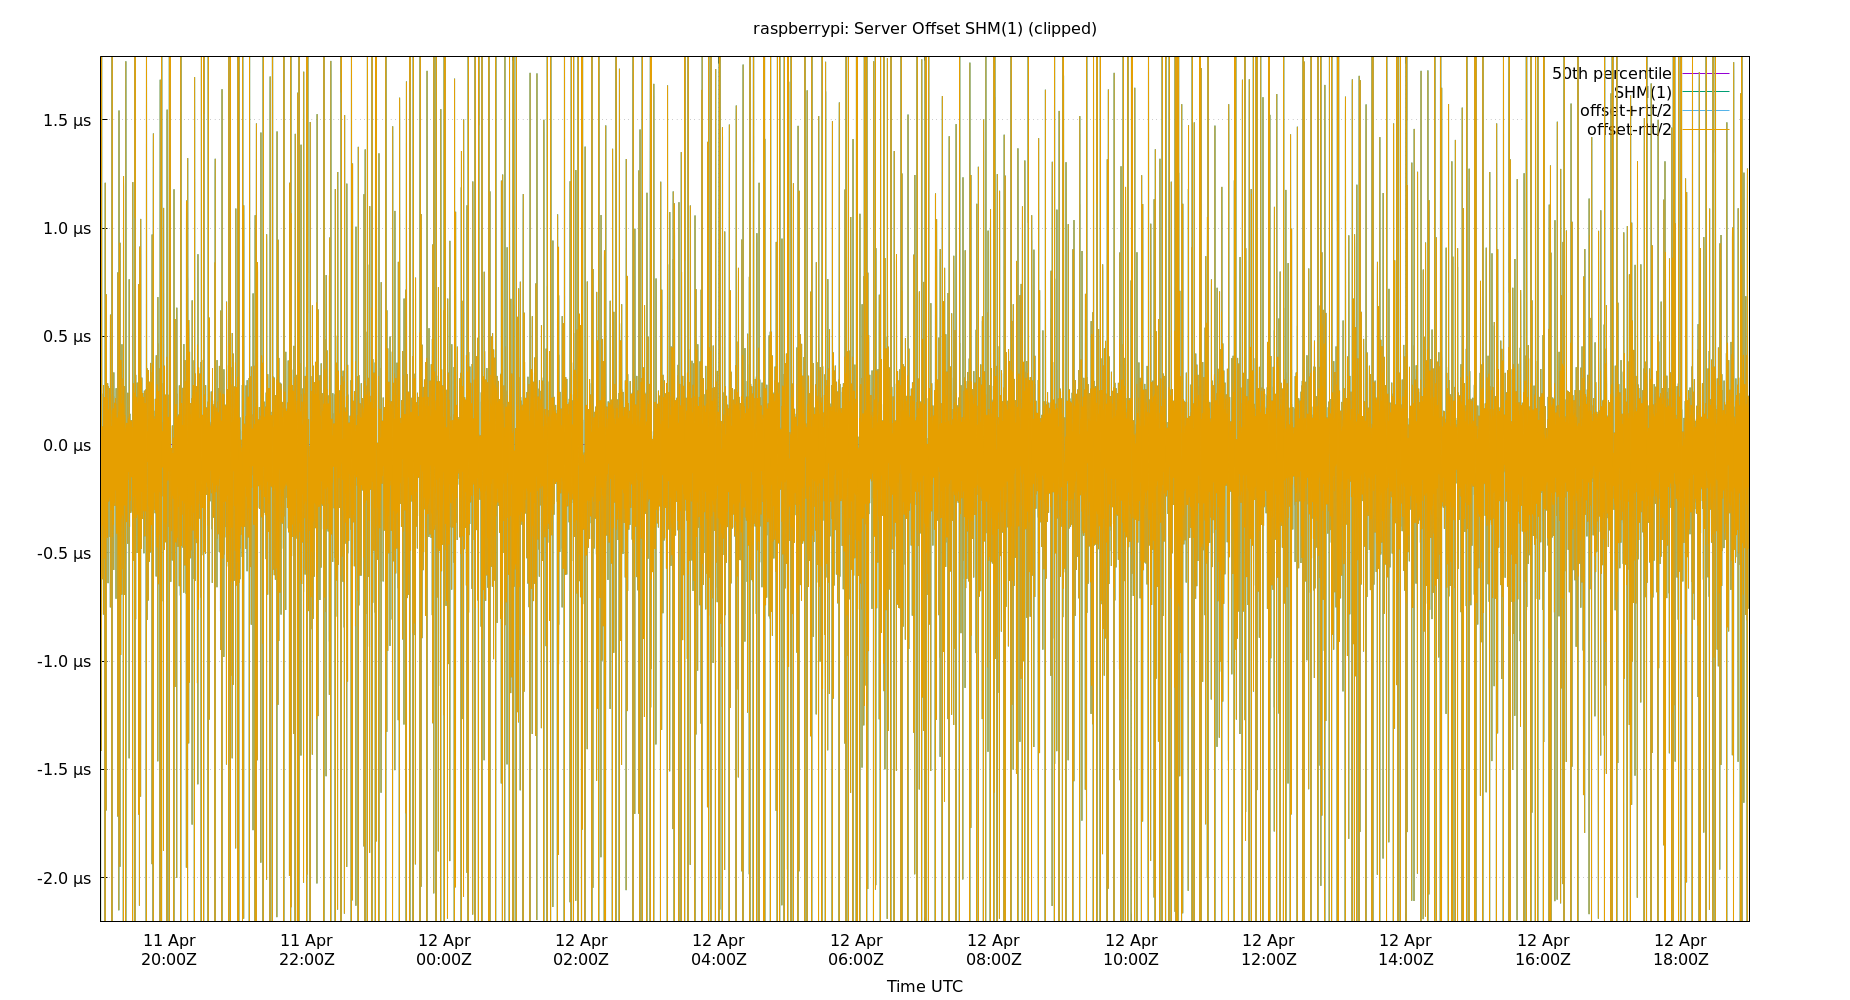 raspberrypi: Server Offset SHM(1) (clipped)
50th percentile
SHM(1)
offset+rtt/2
offset-rtt/2
1.5 µs
1.0 µs
0.5 µs
0.0 µs
-0.5 µs
-1.0 µs
-1.5 µs
-2.0 µs
11 Apr 11 Apr 12 Apr 12 Apr 12 Apr 12 Apr 12 Apr 12 Apr 12 Apr 12 Apr 12 Apr 12 Apr
20:00Z 22:00Z 00:00Z 02:00Z 04:00Z 06:00Z 08:00Z 10:00Z 12:00Z 14:00Z 16:00Z 18:00Z
Time UTC